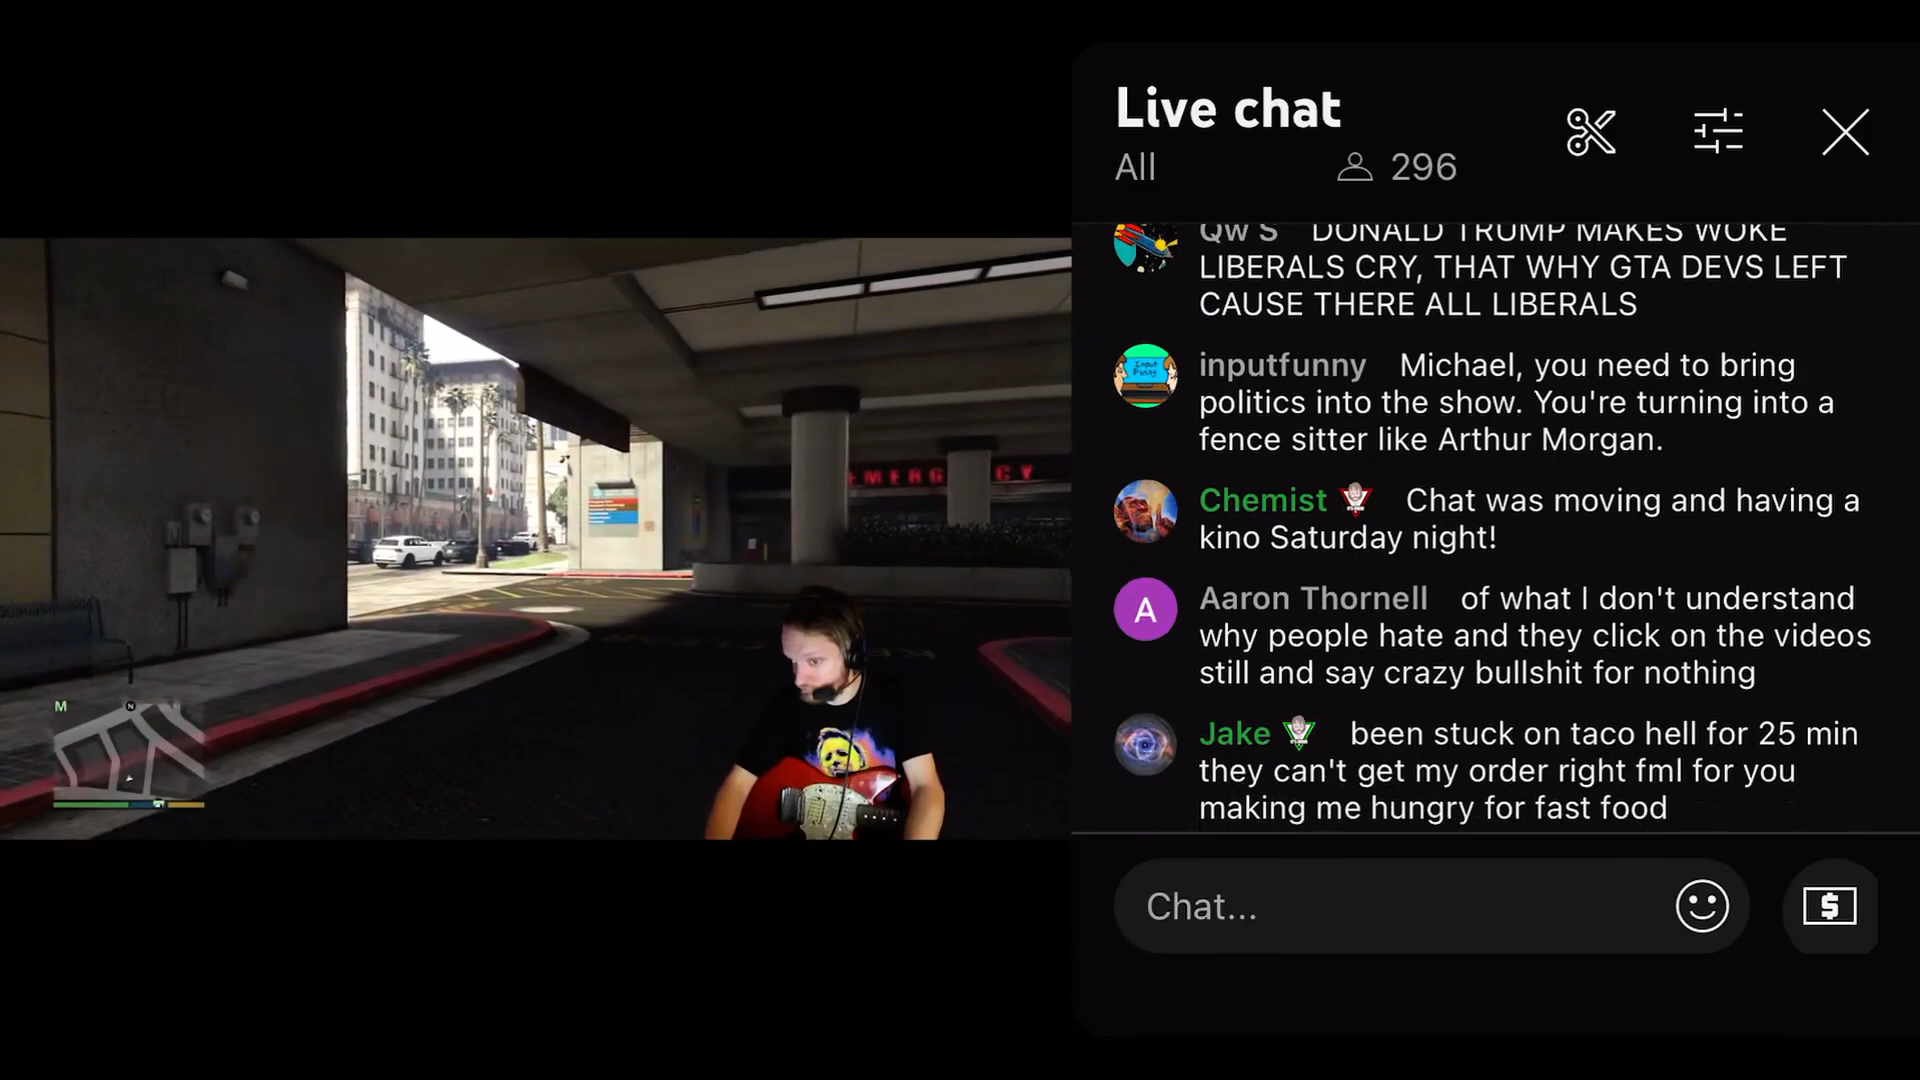 Live chat
All 296
Qw S DONALD TRUMP MAKES WOKE
LIBERALS CRY, THAT WHY GTA DEVS LEFT
CAUSE THERE ALL LIBERALS
inputfunny Michael, you need to bring
politics into the show. You're turning into a
fence sitter like Arthur Morgan.
Chemist Chat was moving and having a
kino Saturday night!
A
Aaron Thornell of what I don't understand
why people hate and they click on the videos
still and say crazy bullshit for nothing
Jake been stuck on taco hell for 25 min
they can't get my order right fml for you
making me hungry for fast food
Chat...
$
M
N